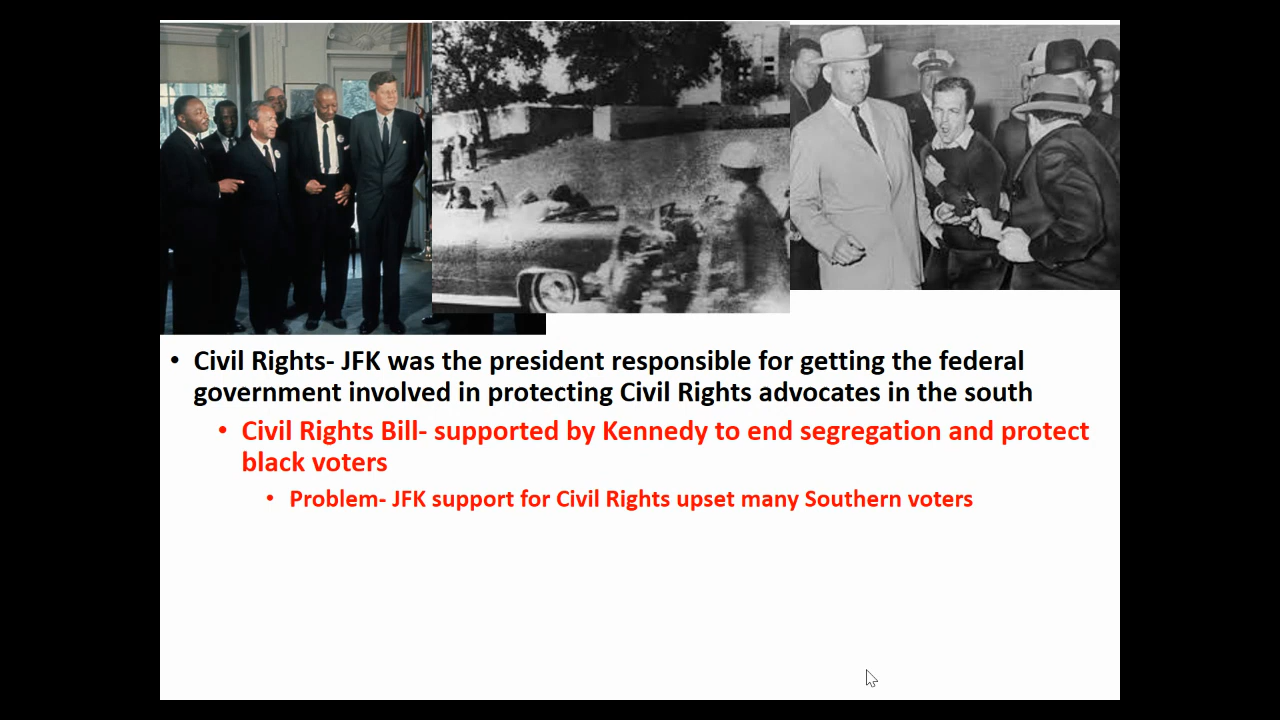 • Civil Rights- JFK was the president responsible for getting the federal
government involved in protecting Civil Rights advocates in the south
• Civil Rights Bill- supported by Kennedy to end segregation and protect
black voters
• Problem- JFK support for Civil Rights upset many Southern voters